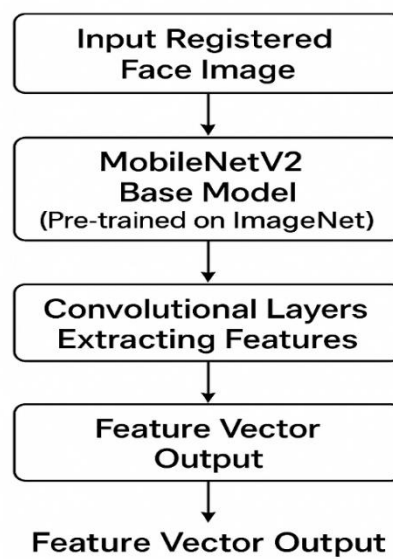 Input Registered
Face Image
MobileNetV2
Base Model
(Pre-trained on ImageNet)
Convolutional Layers
Extracting Features
Feature Vector
Output
Feature Vector Output